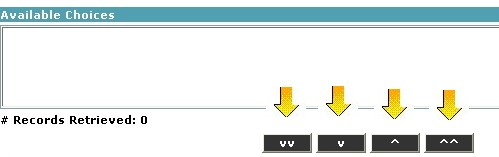 Available Choices
# Records Retrieved: 0
vv v ^ ^^